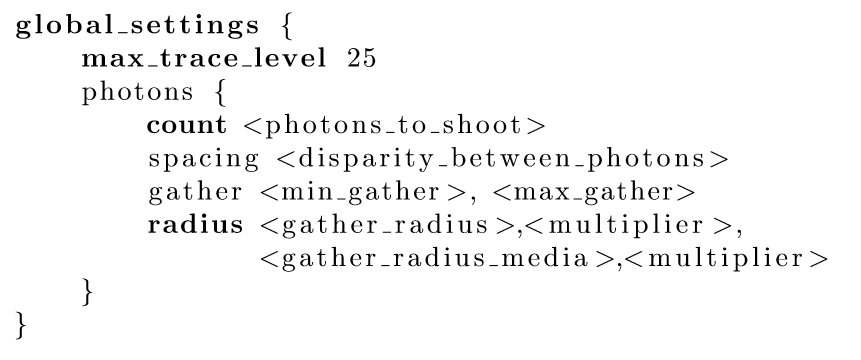 global_settings {
max_trace_level 25
photons {
count <photons_to_shoot>
spacing <disparity_between_photons>
gather <min_gather>, <max_gather>
radius <gather_radius>,<multiplier>,
<gather_radius_media>,<multiplier>
}
}